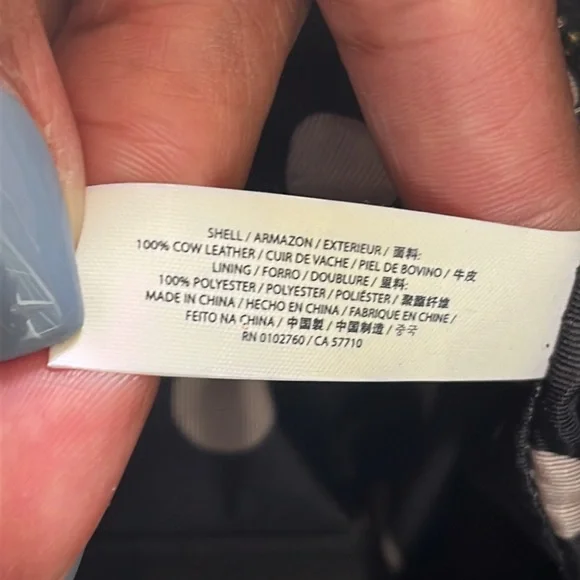 SHELL / ARMAZON / EXTERIEUR / 面料:
100% COW LEATHER / CUIR DE VACHE / PIEL DE BOVINO / 牛皮
LINING / FORRO / DOUBLURE / 里料:
100% POLYESTER / POLYESTER / POLIÉSTER / 聚酯纤维
MADE IN CHINA / HECHO EN CHINA / FABRIQUE EN CHINE /
FEITO NA CHINA / 中国製 / 中国制造 / 중국
RN 0102760 / CA 57710